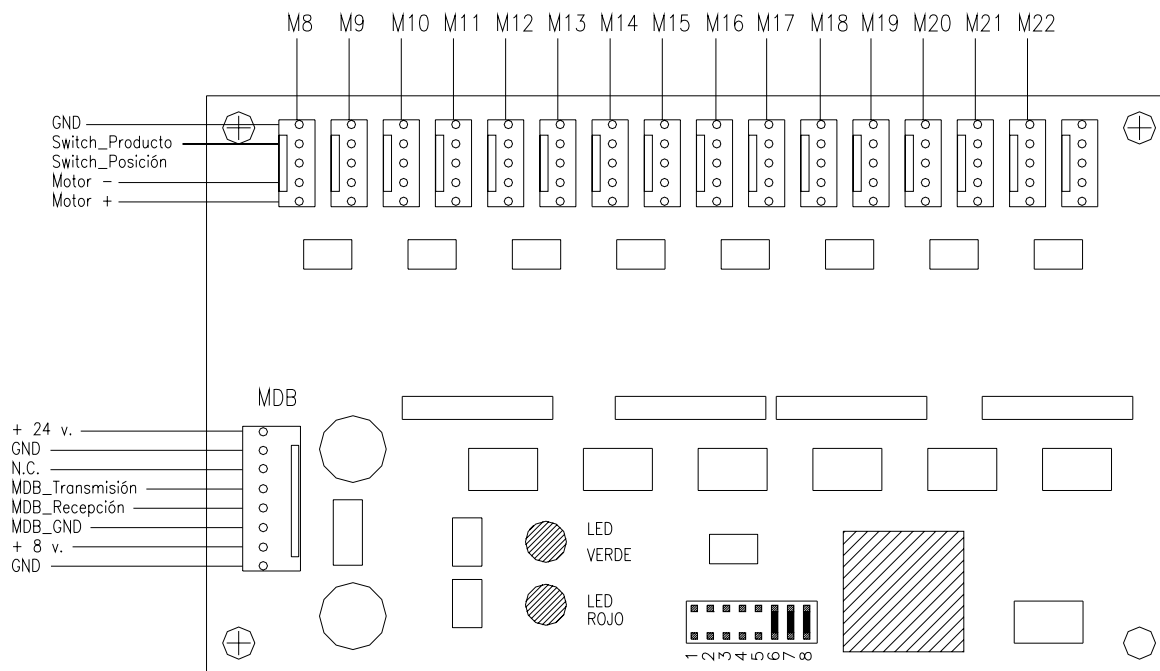 M8 M9 M10 M11 M12 M13 M14 M15 M16 M17 M18 M19 M20 M21 M22
GND
Switch_Producto
Switch_Posición
Motor -
Motor +
MDB
+ 24 v.
GND
N.C.
MDB_Transmisión
MDB_Recepción
MDB_GND
+ 8 v.
GND
LED
VERDE
LED
ROJO
1 2 3 4 5 6 7 8